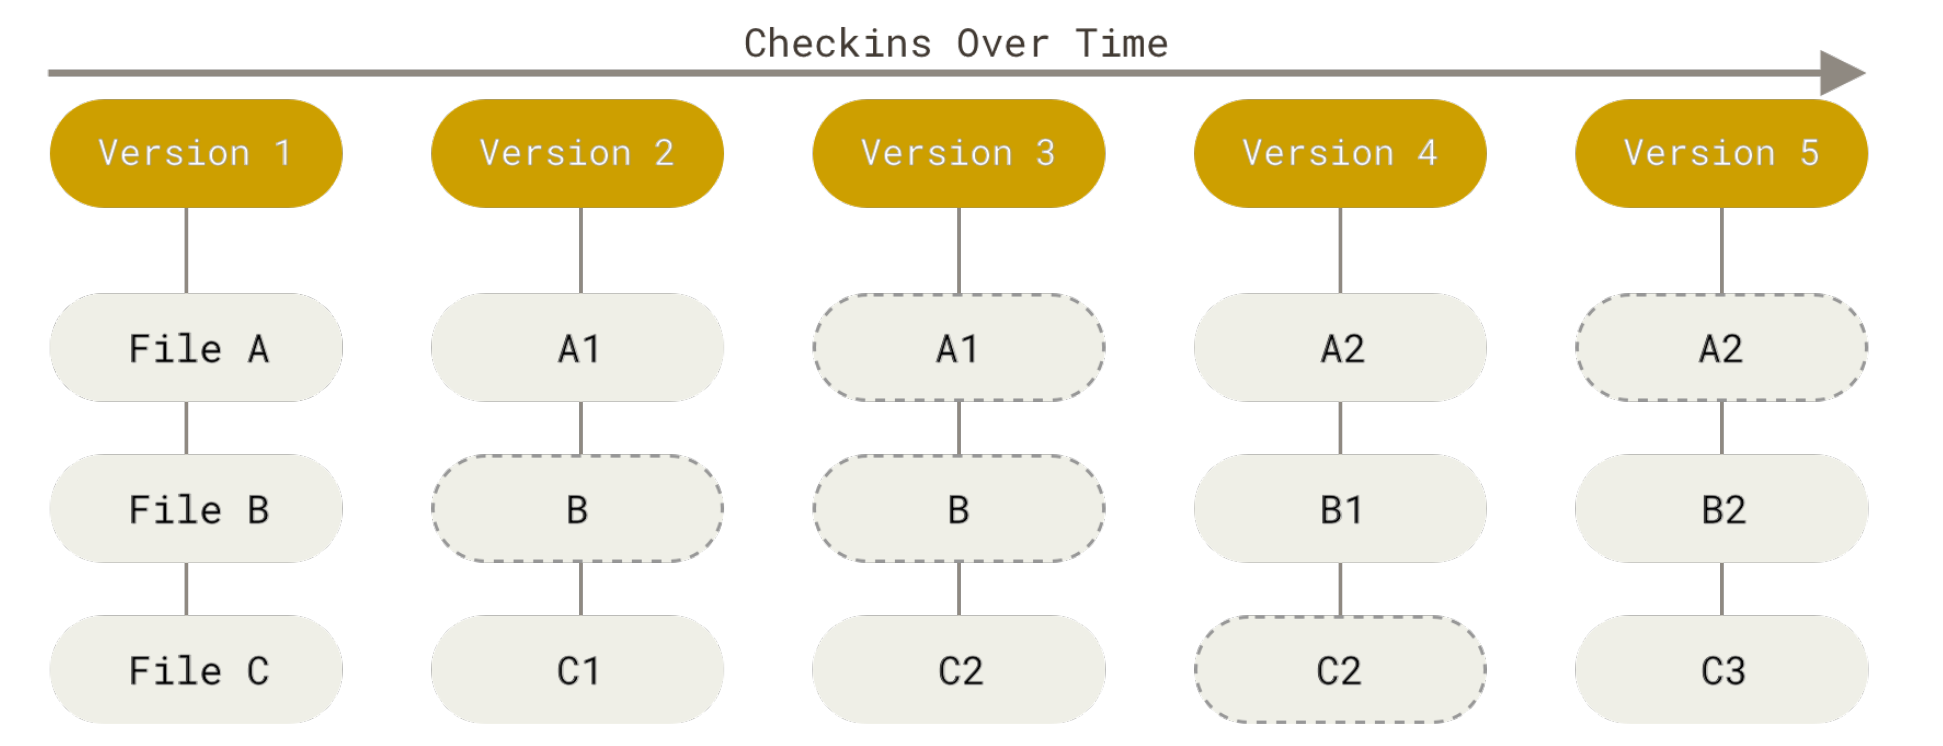 Checkins Over Time
Version 1 Version 2 Version 3 Version 4 Version 5
File A A1 A1 A2 A2
File B B B B1 B2
File C C1 C2 C2 C3